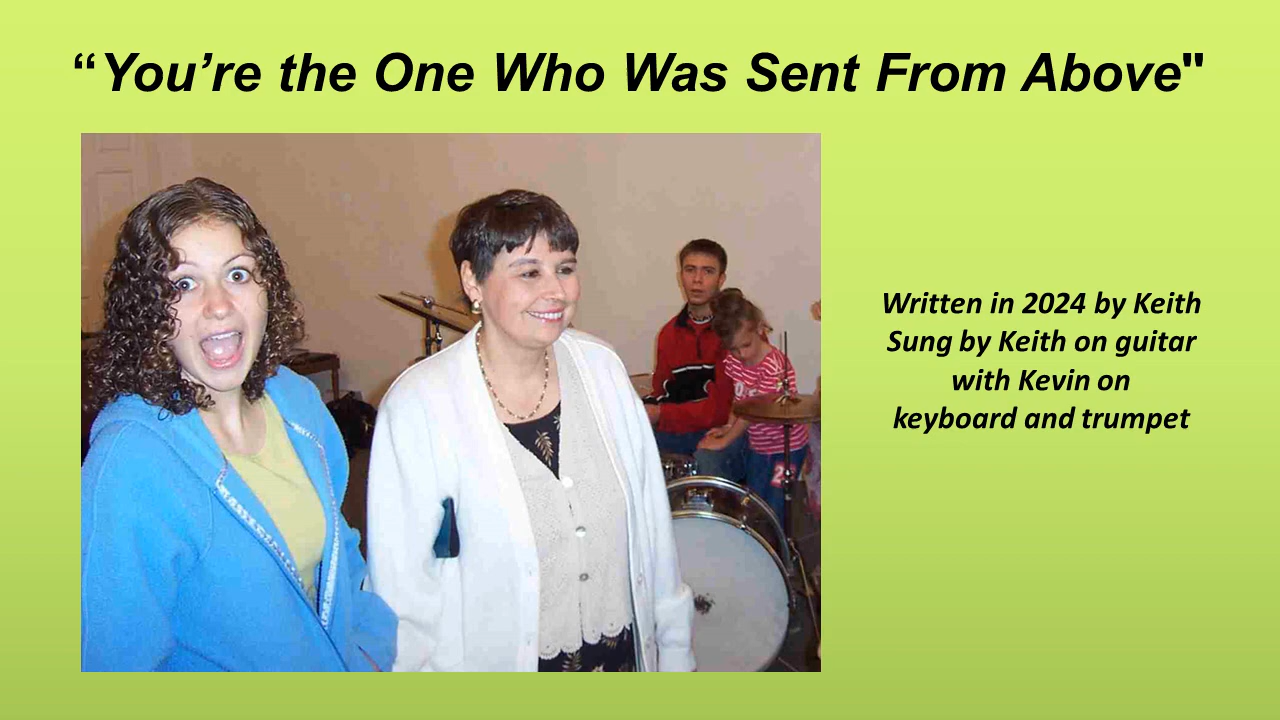 “You’re the One Who Was Sent From Above"
Written in 2024 by Keith
Sung by Keith on guitar
with Kevin on
keyboard and trumpet